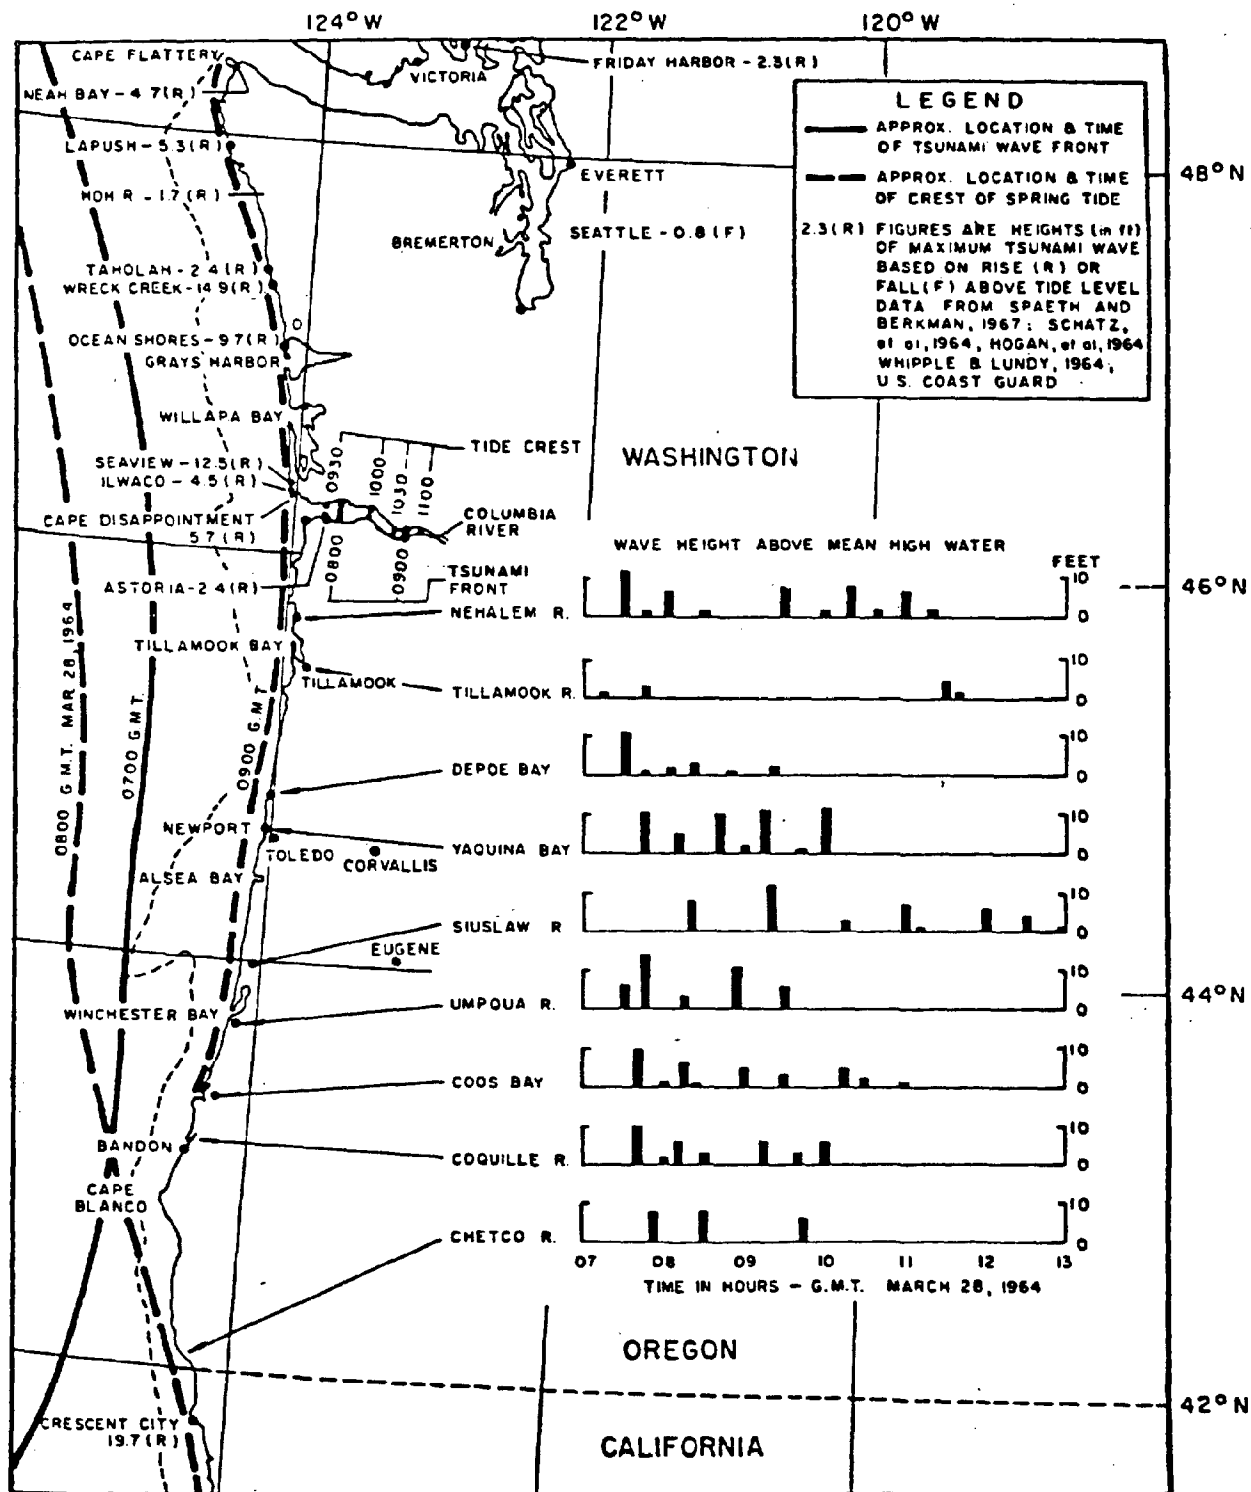 124°W
122°W
120°W
CAPE FLATTERY
NEAH BAY - 4.7(R)
VICTORIA
FRIDAY HARBOR - 2.3(R)
LAPUSH - 5.3(R)
HOH R - 1.7(R)
EVERETT
48°N
BREMERTON
SEATTLE - 0.8(F)
TAHOLAH - 2.4(R)
WRECK CREEK - 14.9(R)
OCEAN SHORES - 9.7(R)
GRAYS HARBOR
WILLAPA BAY
SEAVIEW - 12.5(R)
ILWACO - 4.5(R)
CAPE DISAPPOINTMENT
5.7(R)
ASTORIA - 2.4(R)
LEGEND
APPROX. LOCATION & TIME
OF TSUNAMI WAVE FRONT
APPROX. LOCATION & TIME
OF CREST OF SPRING TIDE
2.3(R) FIGURES ARE HEIGHTS (in ft)
OF MAXIMUM TSUNAMI WAVE
BASED ON RISE (R) OR
FALL(F) ABOVE TIDE LEVEL
DATA FROM SPAETH AND
BERKMAN, 1967; SCHATZ,
et al, 1964, HOGAN, et al, 1964
WHIPPLE & LUNDY, 1964,
U.S. COAST GUARD
TIDE CREST
0930
1000
1030
1100
COLUMBIA
RIVER
0800
0900
TSUNAMI
FRONT
WASHINGTON
WAVE HEIGHT ABOVE MEAN HIGH WATER
FEET
46°N
NEHALEM R.
10
0
TILLAMOOK BAY
TILLAMOOK
TILLAMOOK R.
10
0
0800 G.M.T. MAR 28, 1964
0700 G.M.T.
0900 G.M.T
DEPOE BAY
10
0
NEWPORT
TOLEDO
CORVALLIS
YAQUINA BAY
10
0
ALSEA BAY
SIUSLAW R
10
0
EUGENE
WINCHESTER BAY
UMPQUA R.
10
0
44°N
COOS BAY
10
0
BANDON
COQUILLE R.
10
0
CAPE
BLANCO
CHETCO R.
10
0
07 08 09 10 11 12 13
TIME IN HOURS - G.M.T. MARCH 28, 1964
OREGON
42°N
CRESCENT CITY
19.7(R)
CALIFORNIA